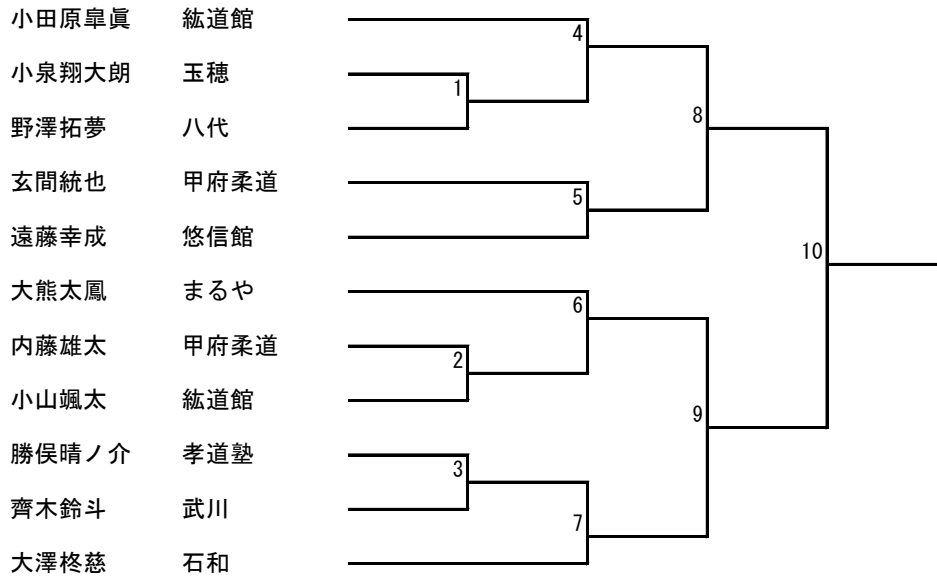 小田原皐眞 紘道館
4
小泉翔大朗 玉穂
1
野澤拓夢 八代
8
玄間統也 甲府柔道
5
遠藤幸成 悠信館
10
大熊太鳳 まるや
6
内藤雄太 甲府柔道
2
小山颯太 紘道館
9
勝俣晴ノ介 孝道塾
3
齊木鈴斗 武川
7
大澤柊慈 石和